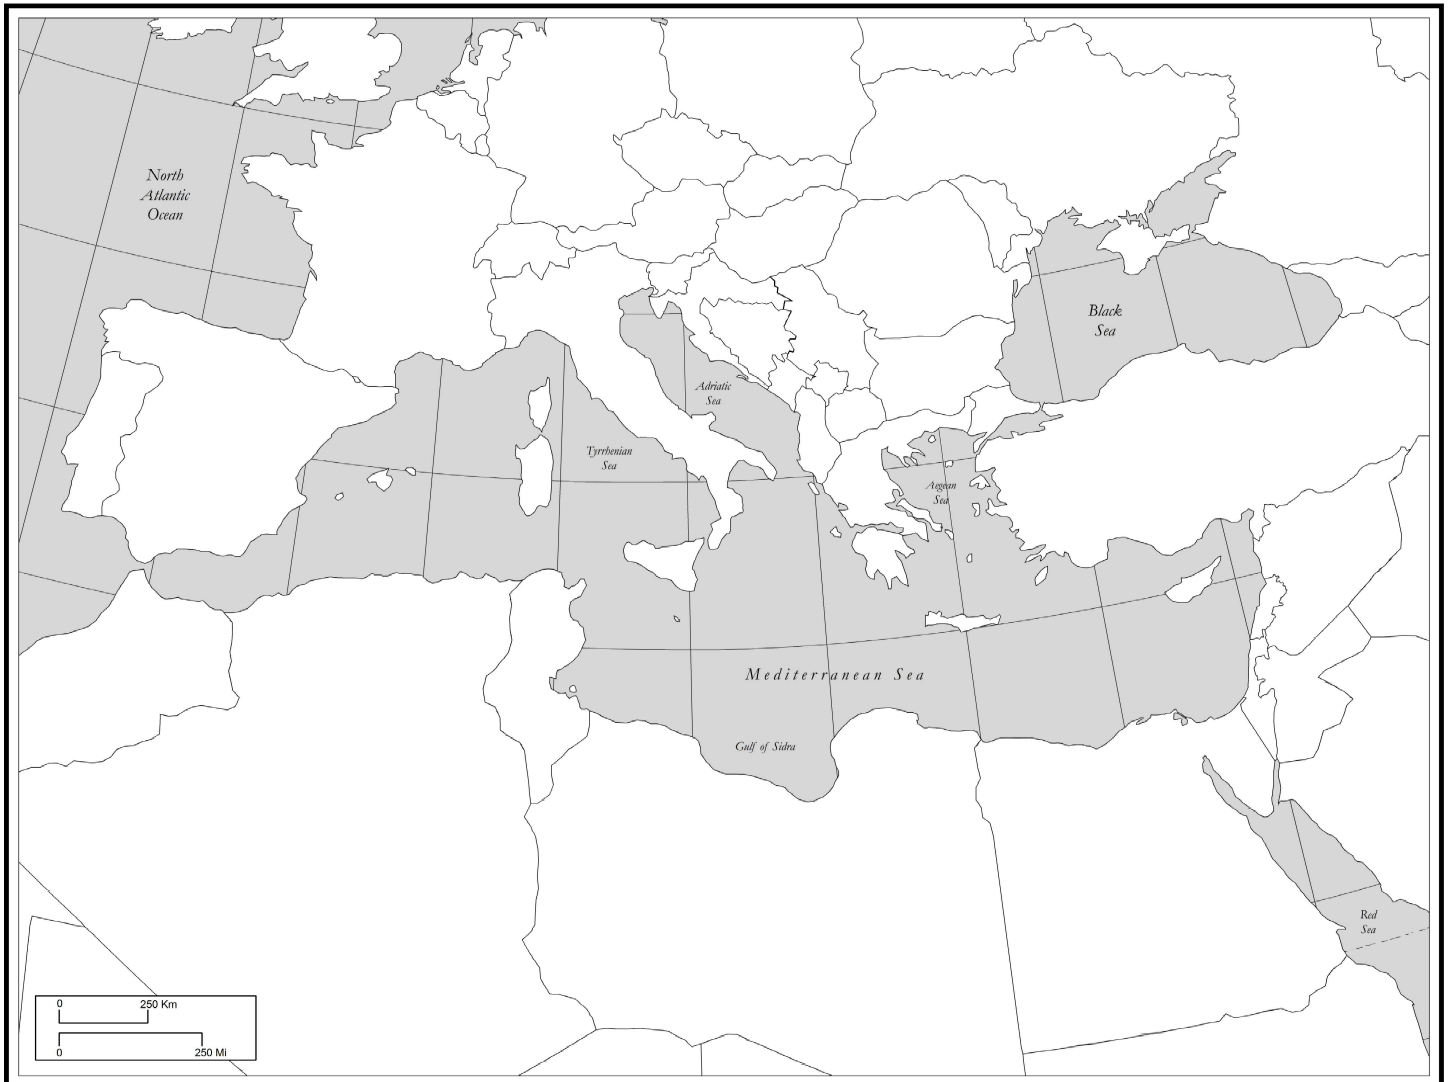 North
Atlantic
Ocean
Black
Sea
Adriatic
Sea
Tyrrhenian
Sea
Aegean
Sea
Mediterranean Sea
Gulf of Sidra
Red
Sea
0 250 Km
0 250 Mi